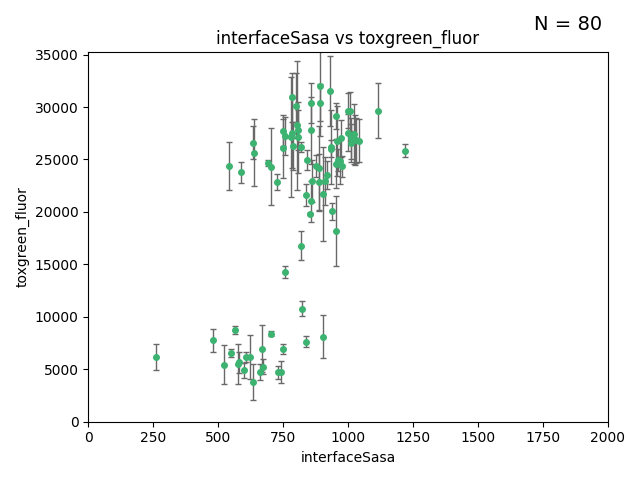 N = 80
interfaceSasa vs toxgreen_fluor
35000
30000
25000
20000
15000
10000
5000
0
toxgreen_fluor
0 250 500 750 1000 1250 1500 1750 2000
interfaceSasa